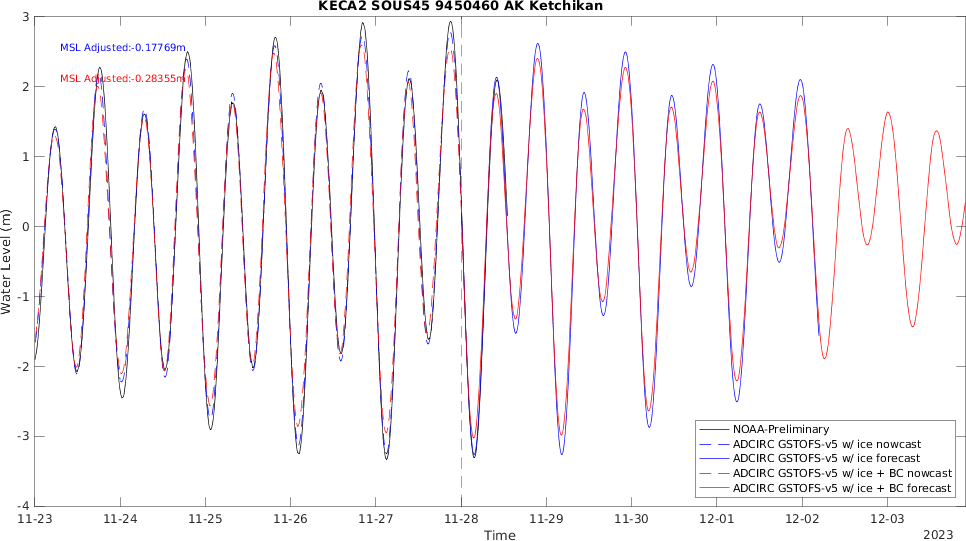 KECA2 SOUS45 9450460 AK Ketchikan
MSL Adjusted:-0.17769m
MSL Adjusted:-0.28355m
3
2
1
0
-1
-2
-3
-4
Water Level (m)
NOAA-Preliminary
ADCIRC GSTOFS-v5 w/ ice nowcast
ADCIRC GSTOFS-v5 w/ ice forecast
ADCIRC GSTOFS-v5 w/ ice + BC nowcast
ADCIRC GSTOFS-v5 w/ ice + BC forecast
11-23 11-24 11-25 11-26 11-27 11-28 11-29 11-30 12-01 12-02 12-03
Time
2023